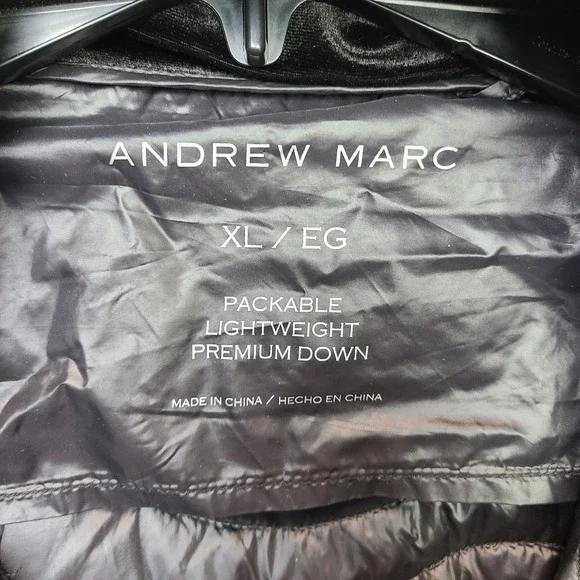 ANDREW MARC
XL / EG
PACKABLE
LIGHTWEIGHT
PREMIUM DOWN
MADE IN CHINA / HECHO EN CHINA